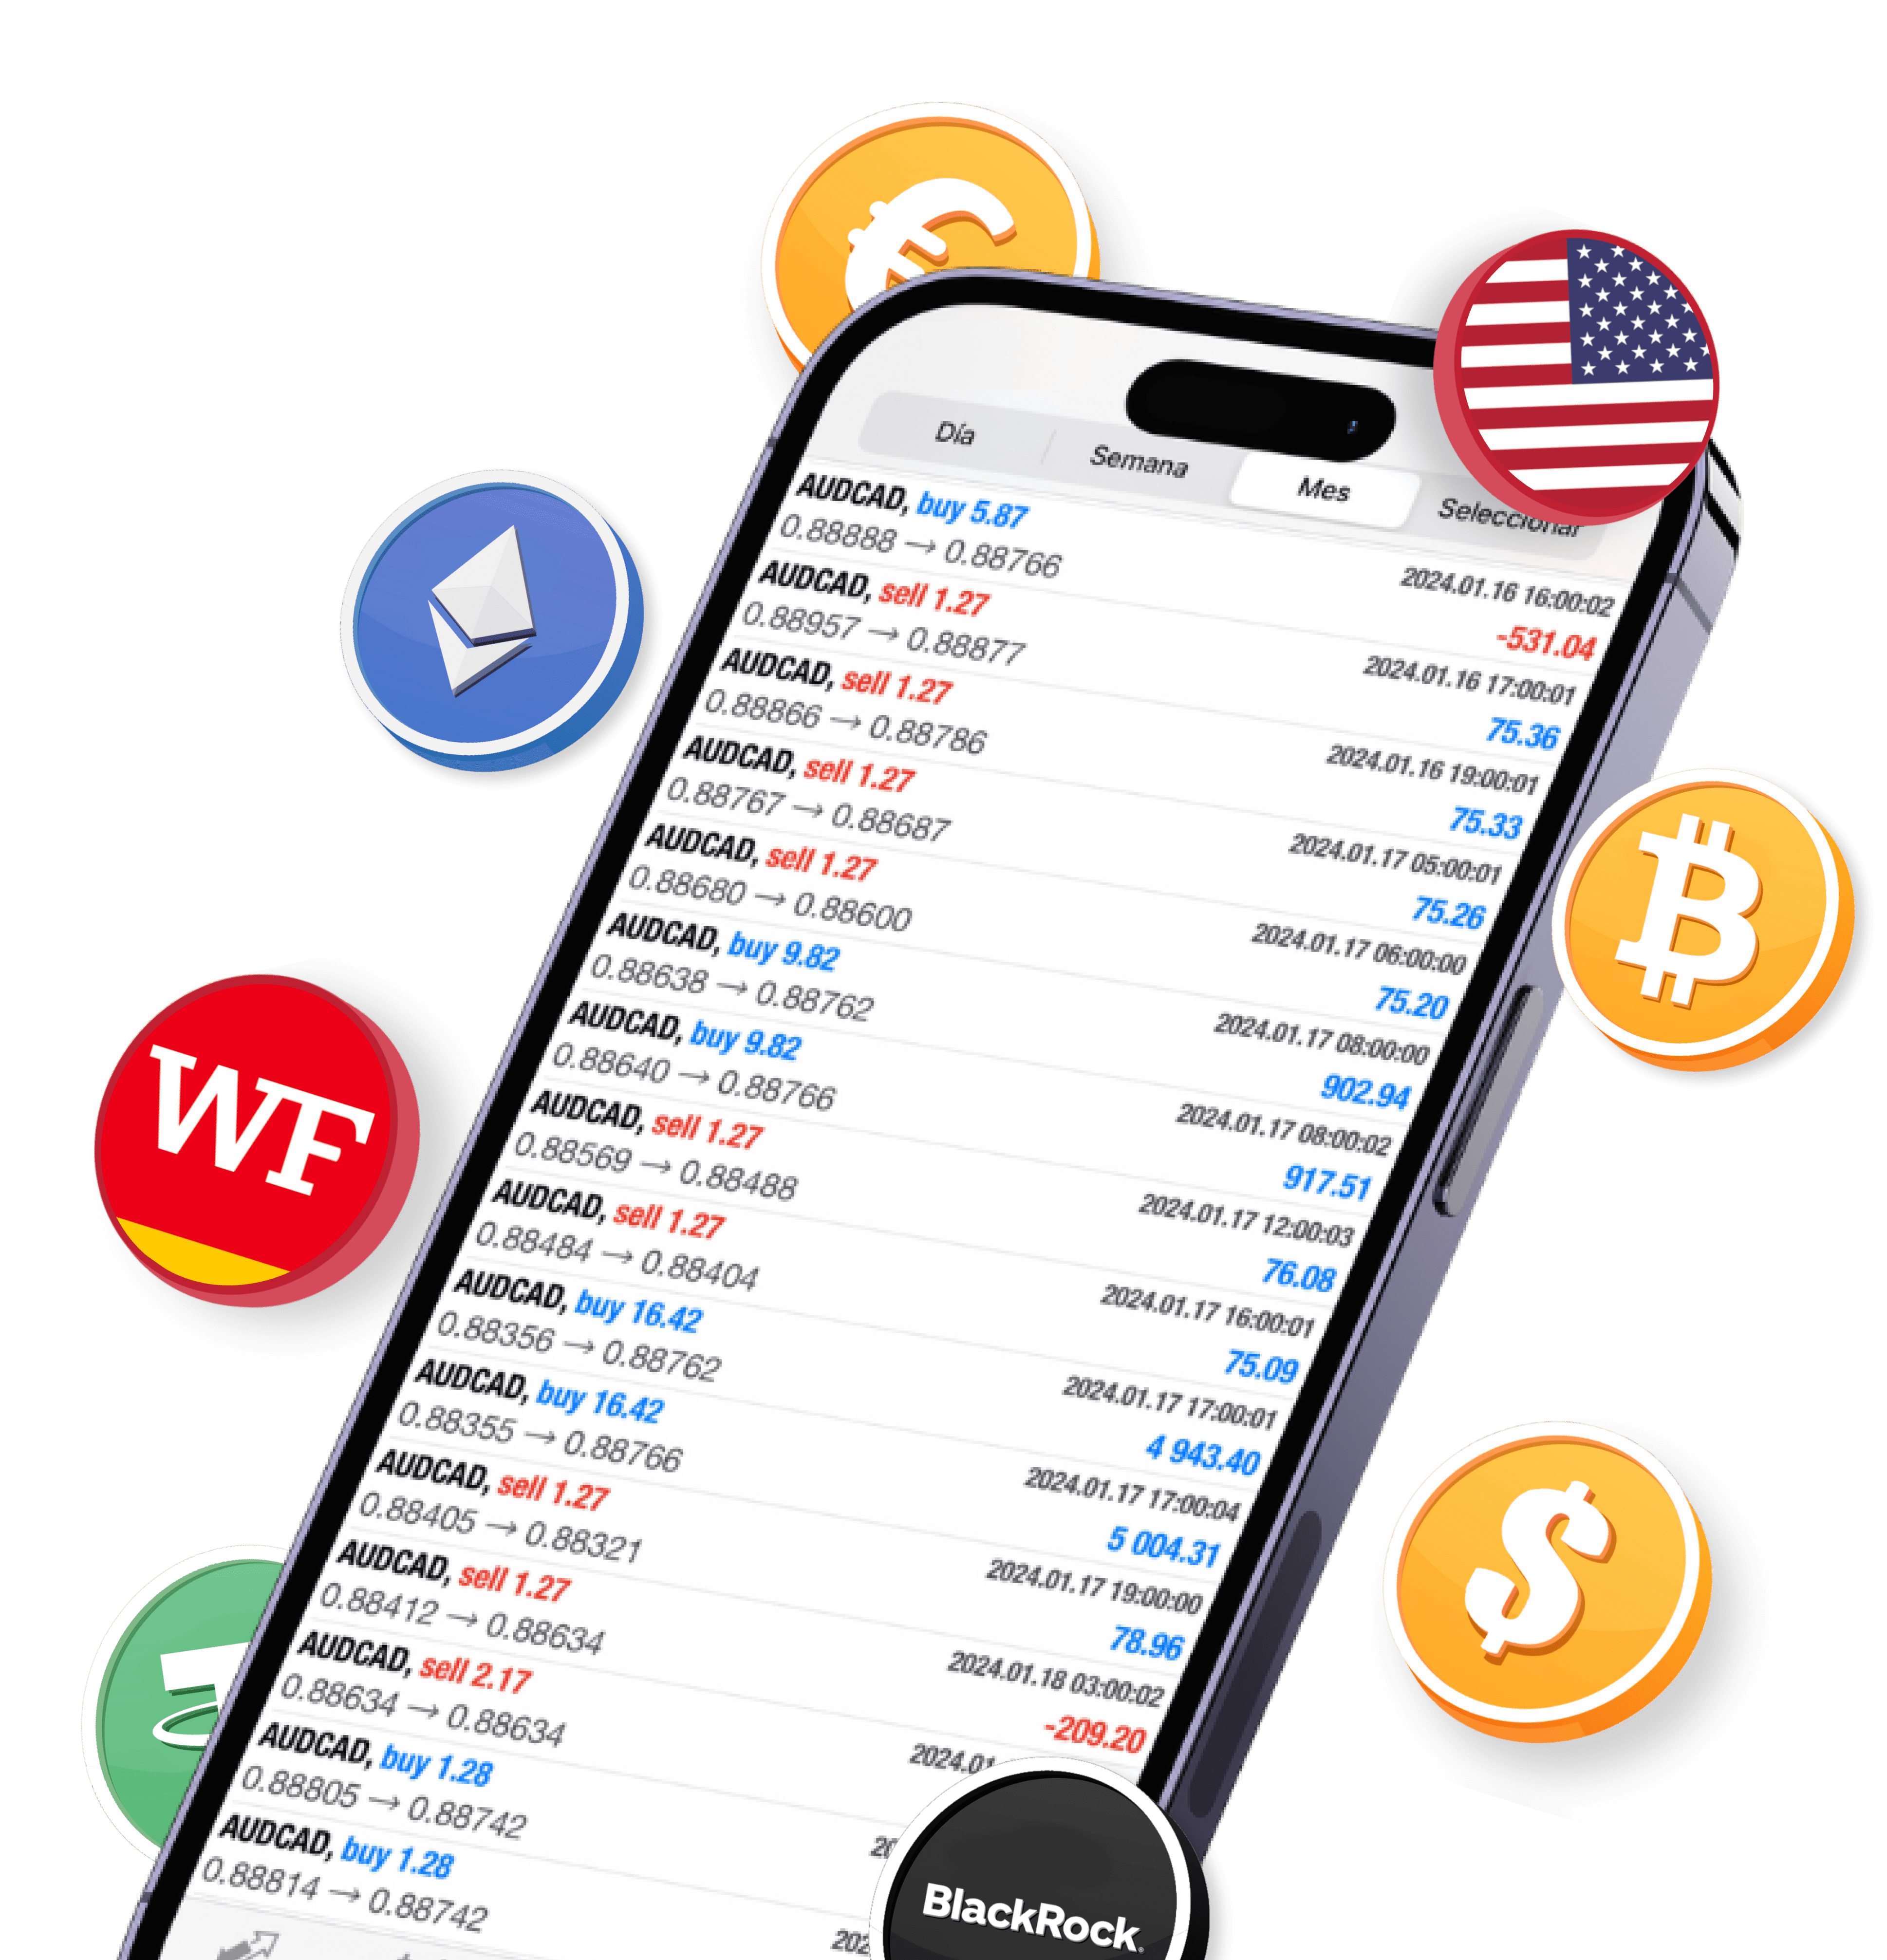 €
Día Semana Mes Seleccionar
AUDCAD, buy 5.87 2024.01.16 16:00:02
0.88888 → 0.88766 -531.04
AUDCAD, sell 1.27 2024.01.16 17:00:01
0.88957 → 0.88877 75.36
AUDCAD, sell 1.27 2024.01.16 19:00:01
0.88866 → 0.88786 75.33
AUDCAD, sell 1.27 2024.01.17 05:00:01
0.88767 → 0.88687 75.26
AUDCAD, sell 1.27 2024.01.17 06:00:00
0.88680 → 0.88600 75.20
AUDCAD, buy 9.82 2024.01.17 08:00:00
0.88638 → 0.88762 902.94
AUDCAD, buy 9.82 2024.01.17 08:00:02
0.88640 → 0.88766 917.51
AUDCAD, sell 1.27 2024.01.17 12:00:03
0.88569 → 0.88488 76.08
AUDCAD, sell 1.27 2024.01.17 16:00:01
0.88484 → 0.88404 75.09
AUDCAD, buy 16.42 2024.01.17 17:00:01
0.88356 → 0.88762 4 943.40
AUDCAD, buy 16.42 2024.01.17 17:00:04
0.88355 → 0.88766 5 004.31
AUDCAD, sell 1.27 2024.01.17 19:00:00
0.88405 → 0.88321 78.96
AUDCAD, sell 1.27 2024.01.18 03:00:02
0.88412 → 0.88634 -209.20
AUDCAD, sell 2.17 2024.01
0.88634 → 0.88634
AUDCAD, buy 1.28 20
0.88805 → 0.88742
AUDCAD, buy 1.28 202
0.88814 → 0.88742
WF
₿
$
BlackRock.